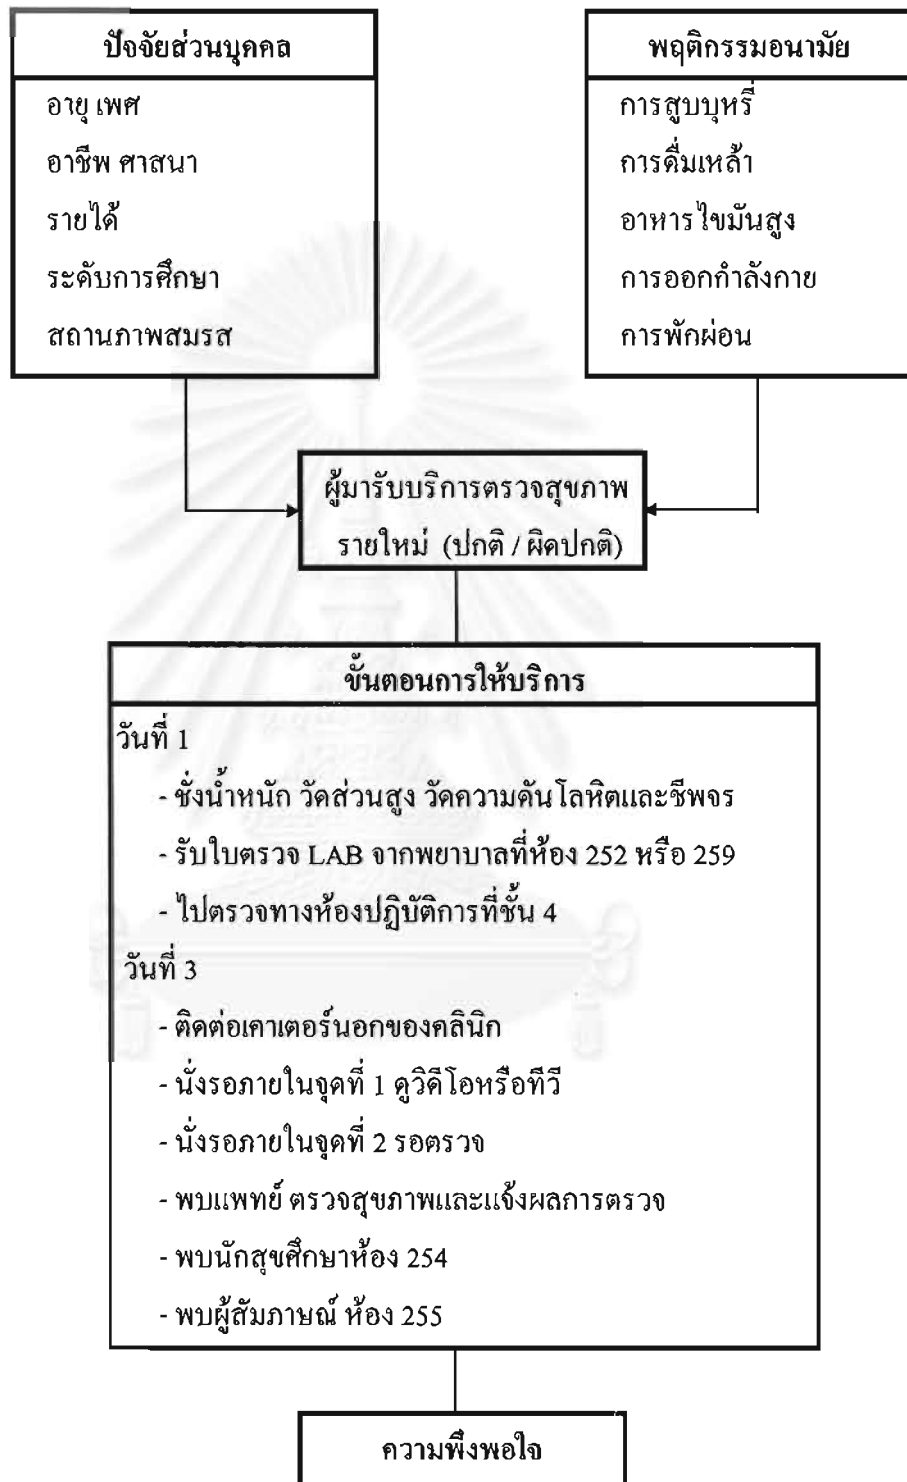 ปัจจัยส่วนบุคคล
อายุ เพศ
อาชีพ ศาสนา
รายได้
ระดับการศึกษา
สถานภาพสมรส
พฤติกรรมอนามัย
การสูบบุหรี่
การดื่มเหล้า
อาหารไขมันสูง
การออกกำลังกาย
การพักผ่อน
ผู้มารับบริการตรวจสุขภาพ
รายใหม่ (ปกติ / ผิดปกติ)
ขั้นตอนการให้บริการ
วันที่ 1
- ชั่งน้ำหนัก วัดส่วนสูง วัดความดันโลหิตและชีพจร
- รับใบตรวจ LAB จากพยาบาลที่ห้อง 252 หรือ 259
- ไปตรวจทางห้องปฏิบัติการที่ชั้น 4
วันที่ 3
- ติดต่อเคาเตอร์นอกของคลินิก
- นั่งรอภายในจุดที่ 1 ดูวิดีโอหรือทีวี
- นั่งรอภายในจุดที่ 2 รอตรวจ
- พบแพทย์ ตรวจสุขภาพและแจ้งผลการตรวจ
- พบนักสุขศึกษาห้อง 254
- พบผู้สัมภาษณ์ ห้อง 255
ความพึงพอใจ